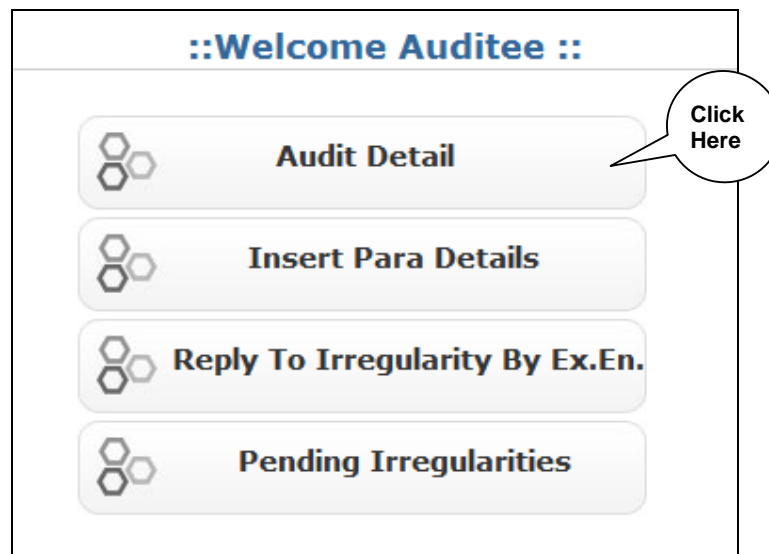 ::Welcome Auditee ::
Audit Detail
Click
Here
Insert Para Details
Reply To Irregularity By Ex.En.
Pending Irregularities